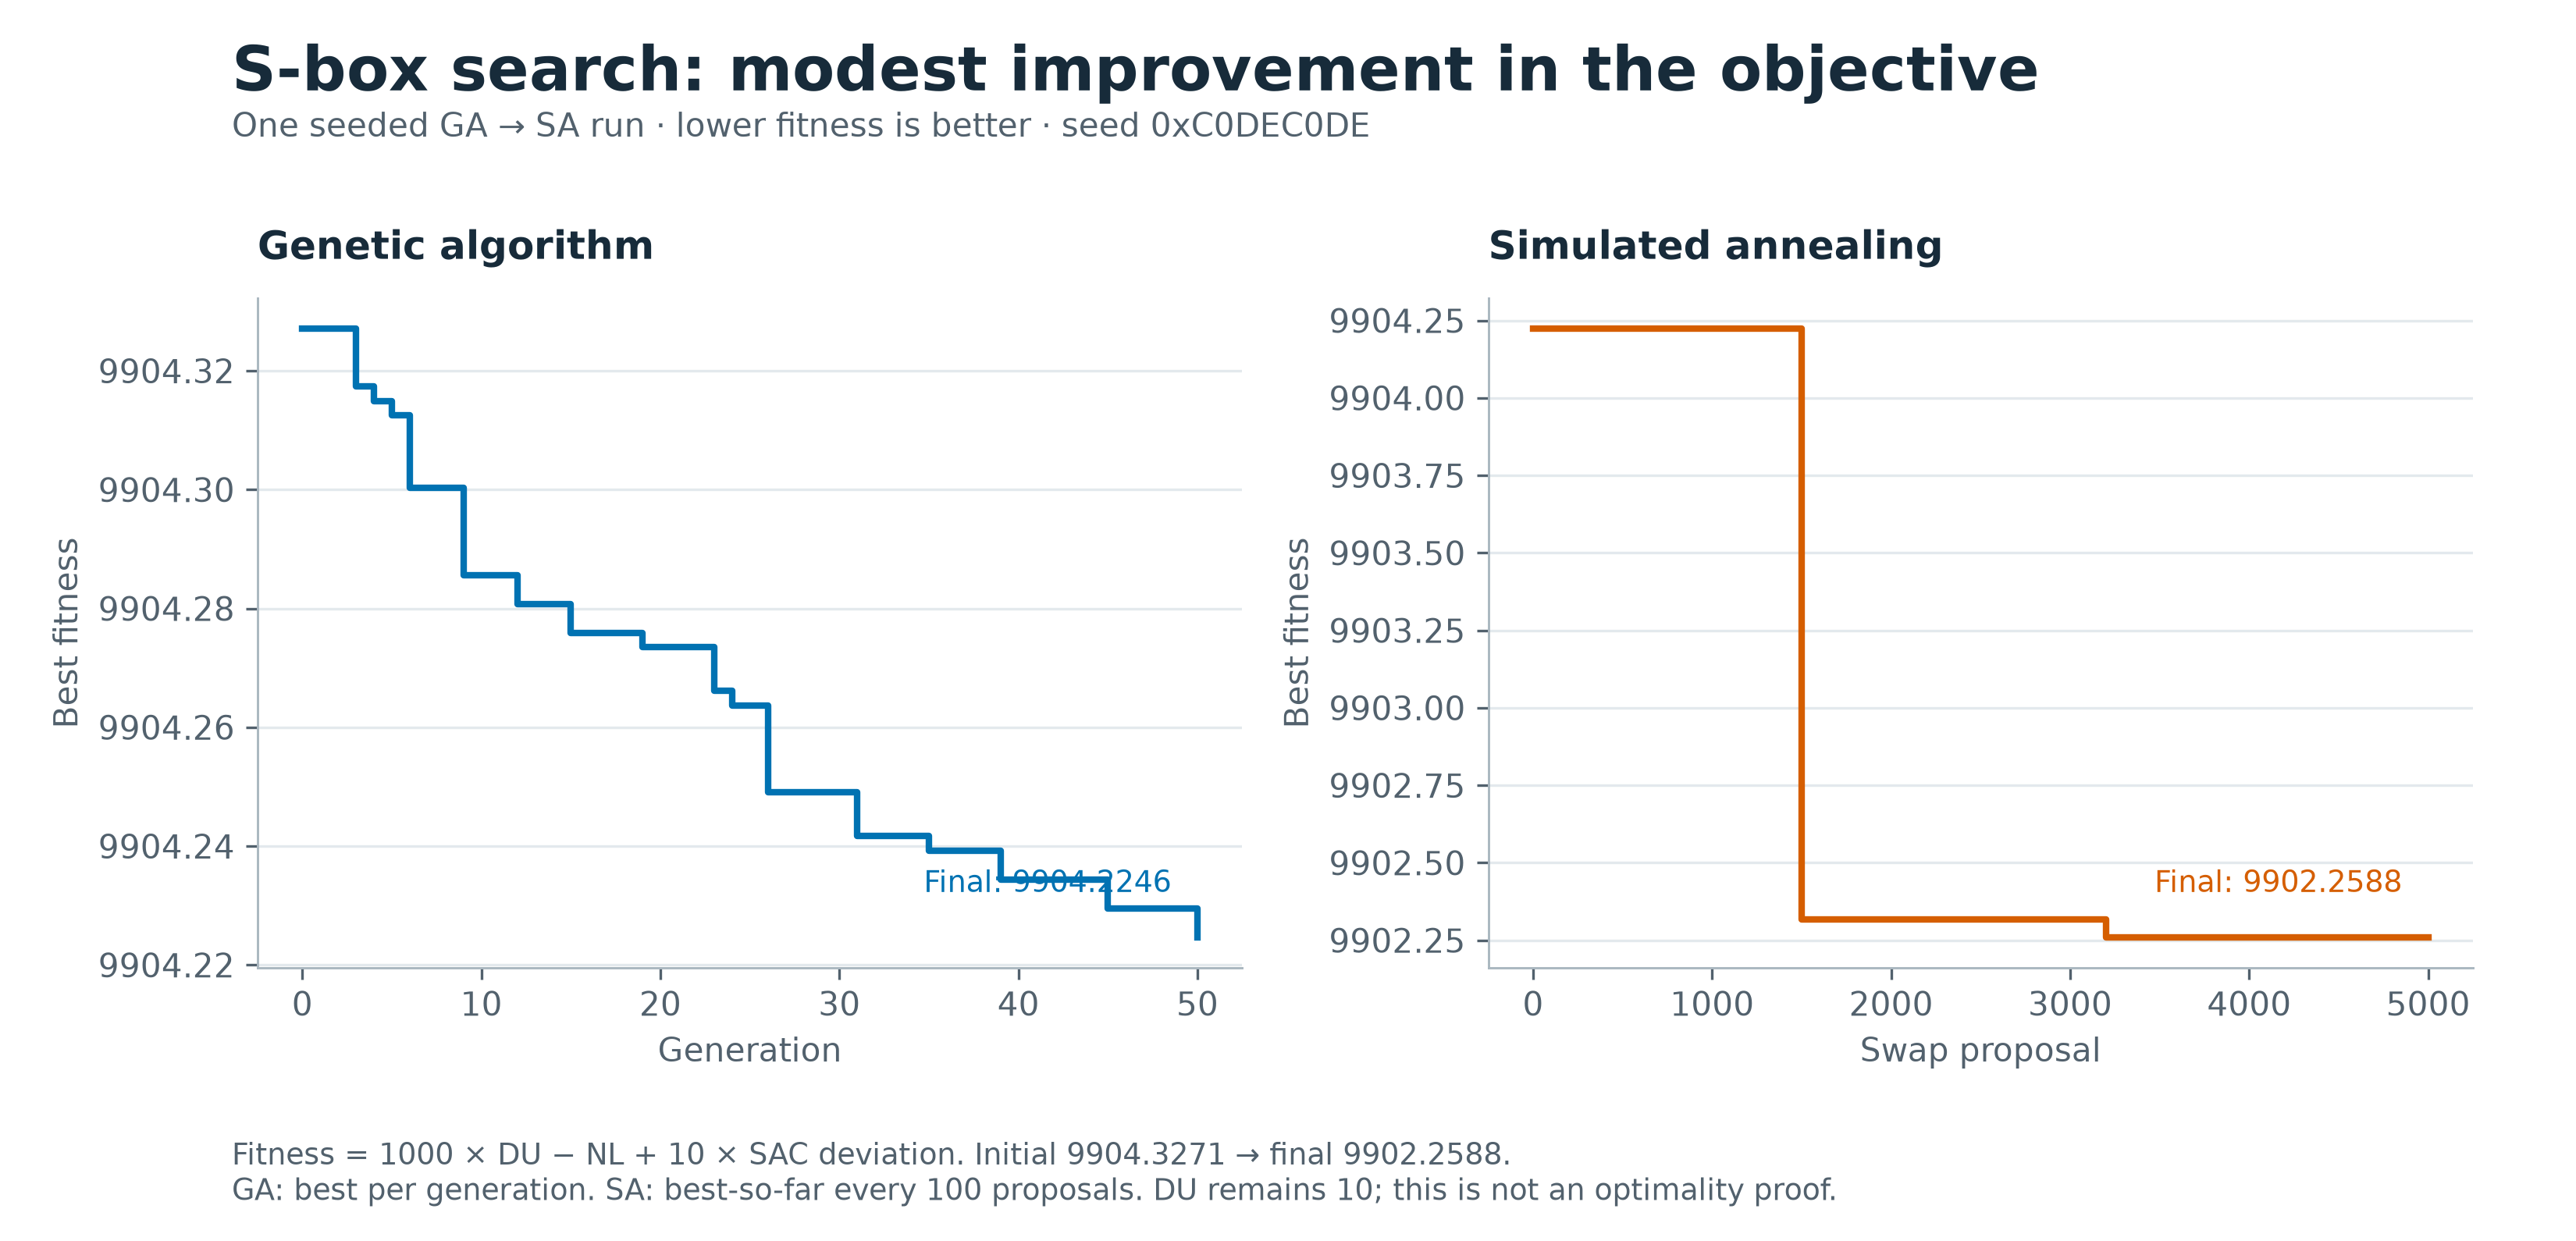 S-box search: modest improvement in the objective
One seeded GA → SA run · lower fitness is better · seed 0xC0DEC0DE
Genetic algorithm
Best fitness
9904.32
9904.30
9904.28
9904.26
9904.24
9904.22
Final: 9904.2246
0 10 20 30 40 50
Generation
Simulated annealing
Best fitness
9904.25
9904.00
9903.75
9903.50
9903.25
9903.00
9902.75
9902.50
9902.25
Final: 9902.2588
0 1000 2000 3000 4000 5000
Swap proposal
Fitness = 1000 × DU − NL + 10 × SAC deviation. Initial 9904.3271 → final 9902.2588.
GA: best per generation. SA: best-so-far every 100 proposals. DU remains 10; this is not an optimality proof.